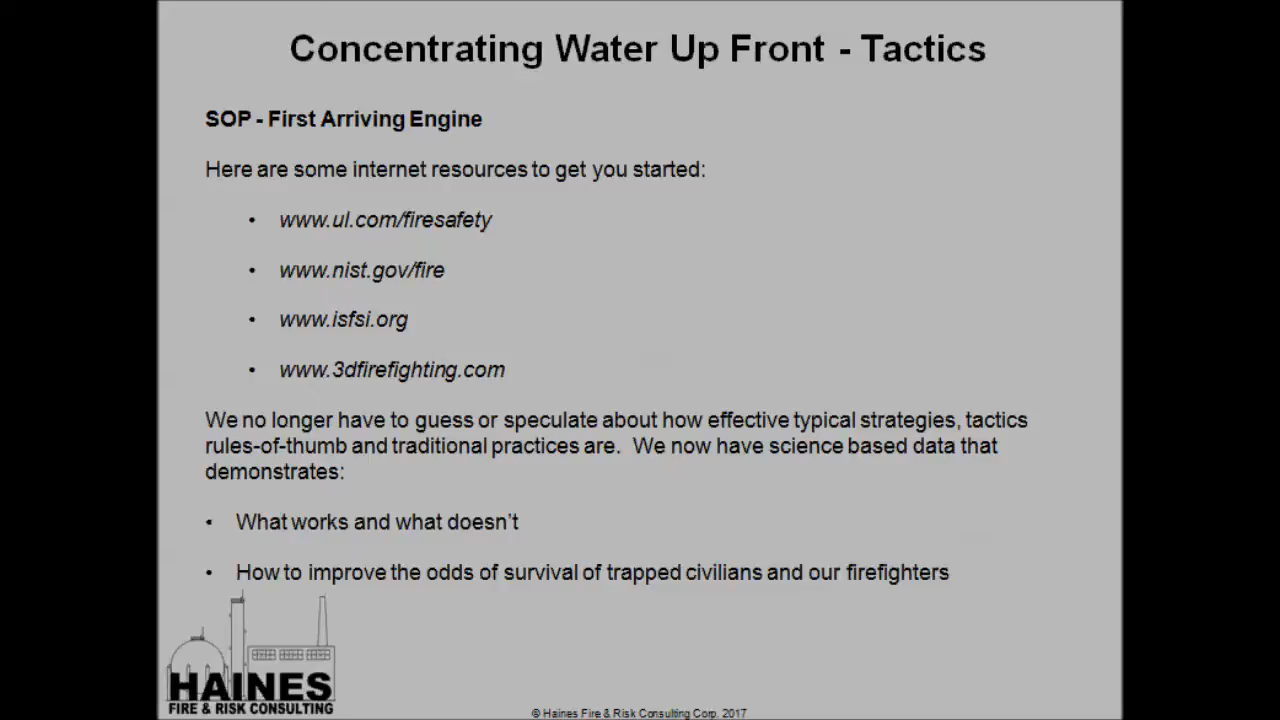 Concentrating Water Up Front - Tactics
SOP - First Arriving Engine
Here are some internet resources to get you started:
• www.ul.com/firesafety
• www.nist.gov/fire
• www.isfsi.org
• www.3dfirefighting.com
We no longer have to guess or speculate about how effective typical strategies, tactics
rules-of-thumb and traditional practices are.  We now have science based data that
demonstrates:
• What works and what doesn't
• How to improve the odds of survival of trapped civilians and our firefighters
HAINES
FIRE & RISK CONSULTING
© Haines Fire & Risk Consulting Corp. 2017